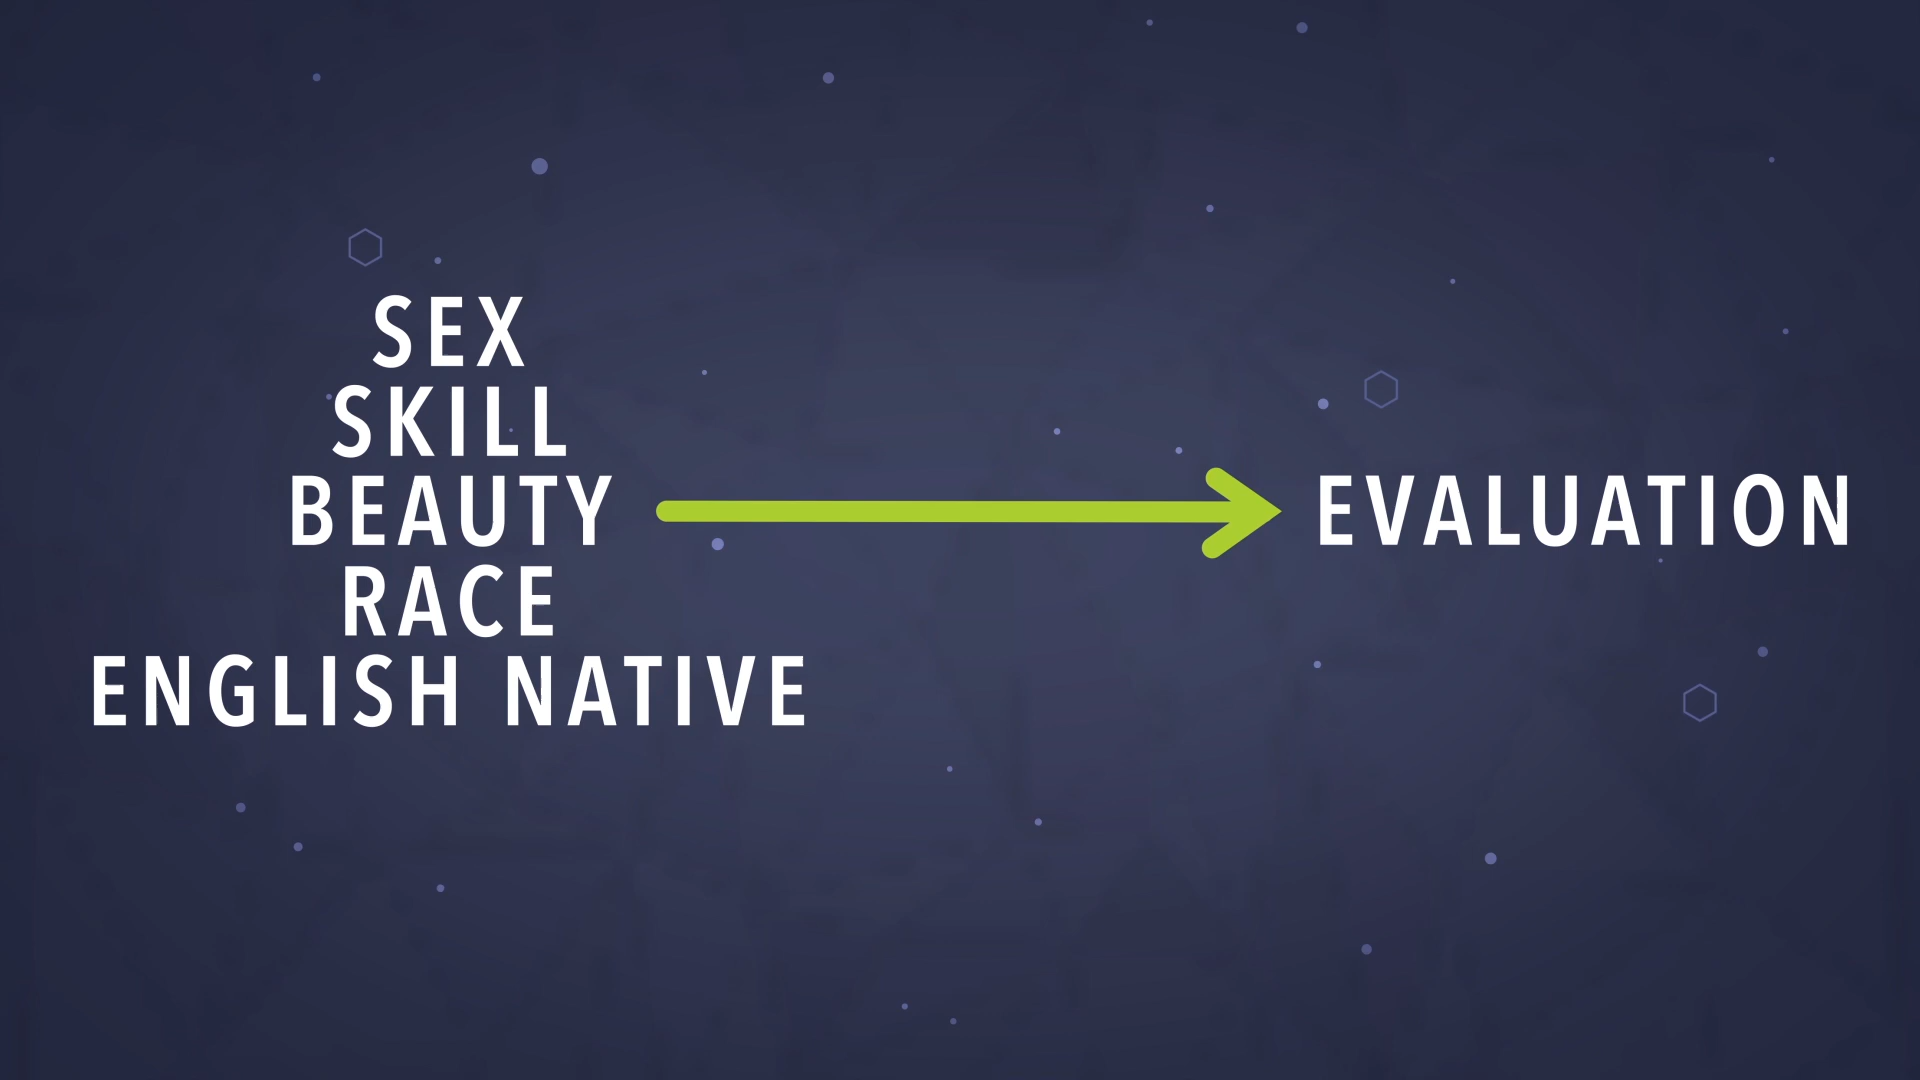 SEX
SKILL
BEAUTY
RACE
ENGLISH NATIVE
EVALUATION